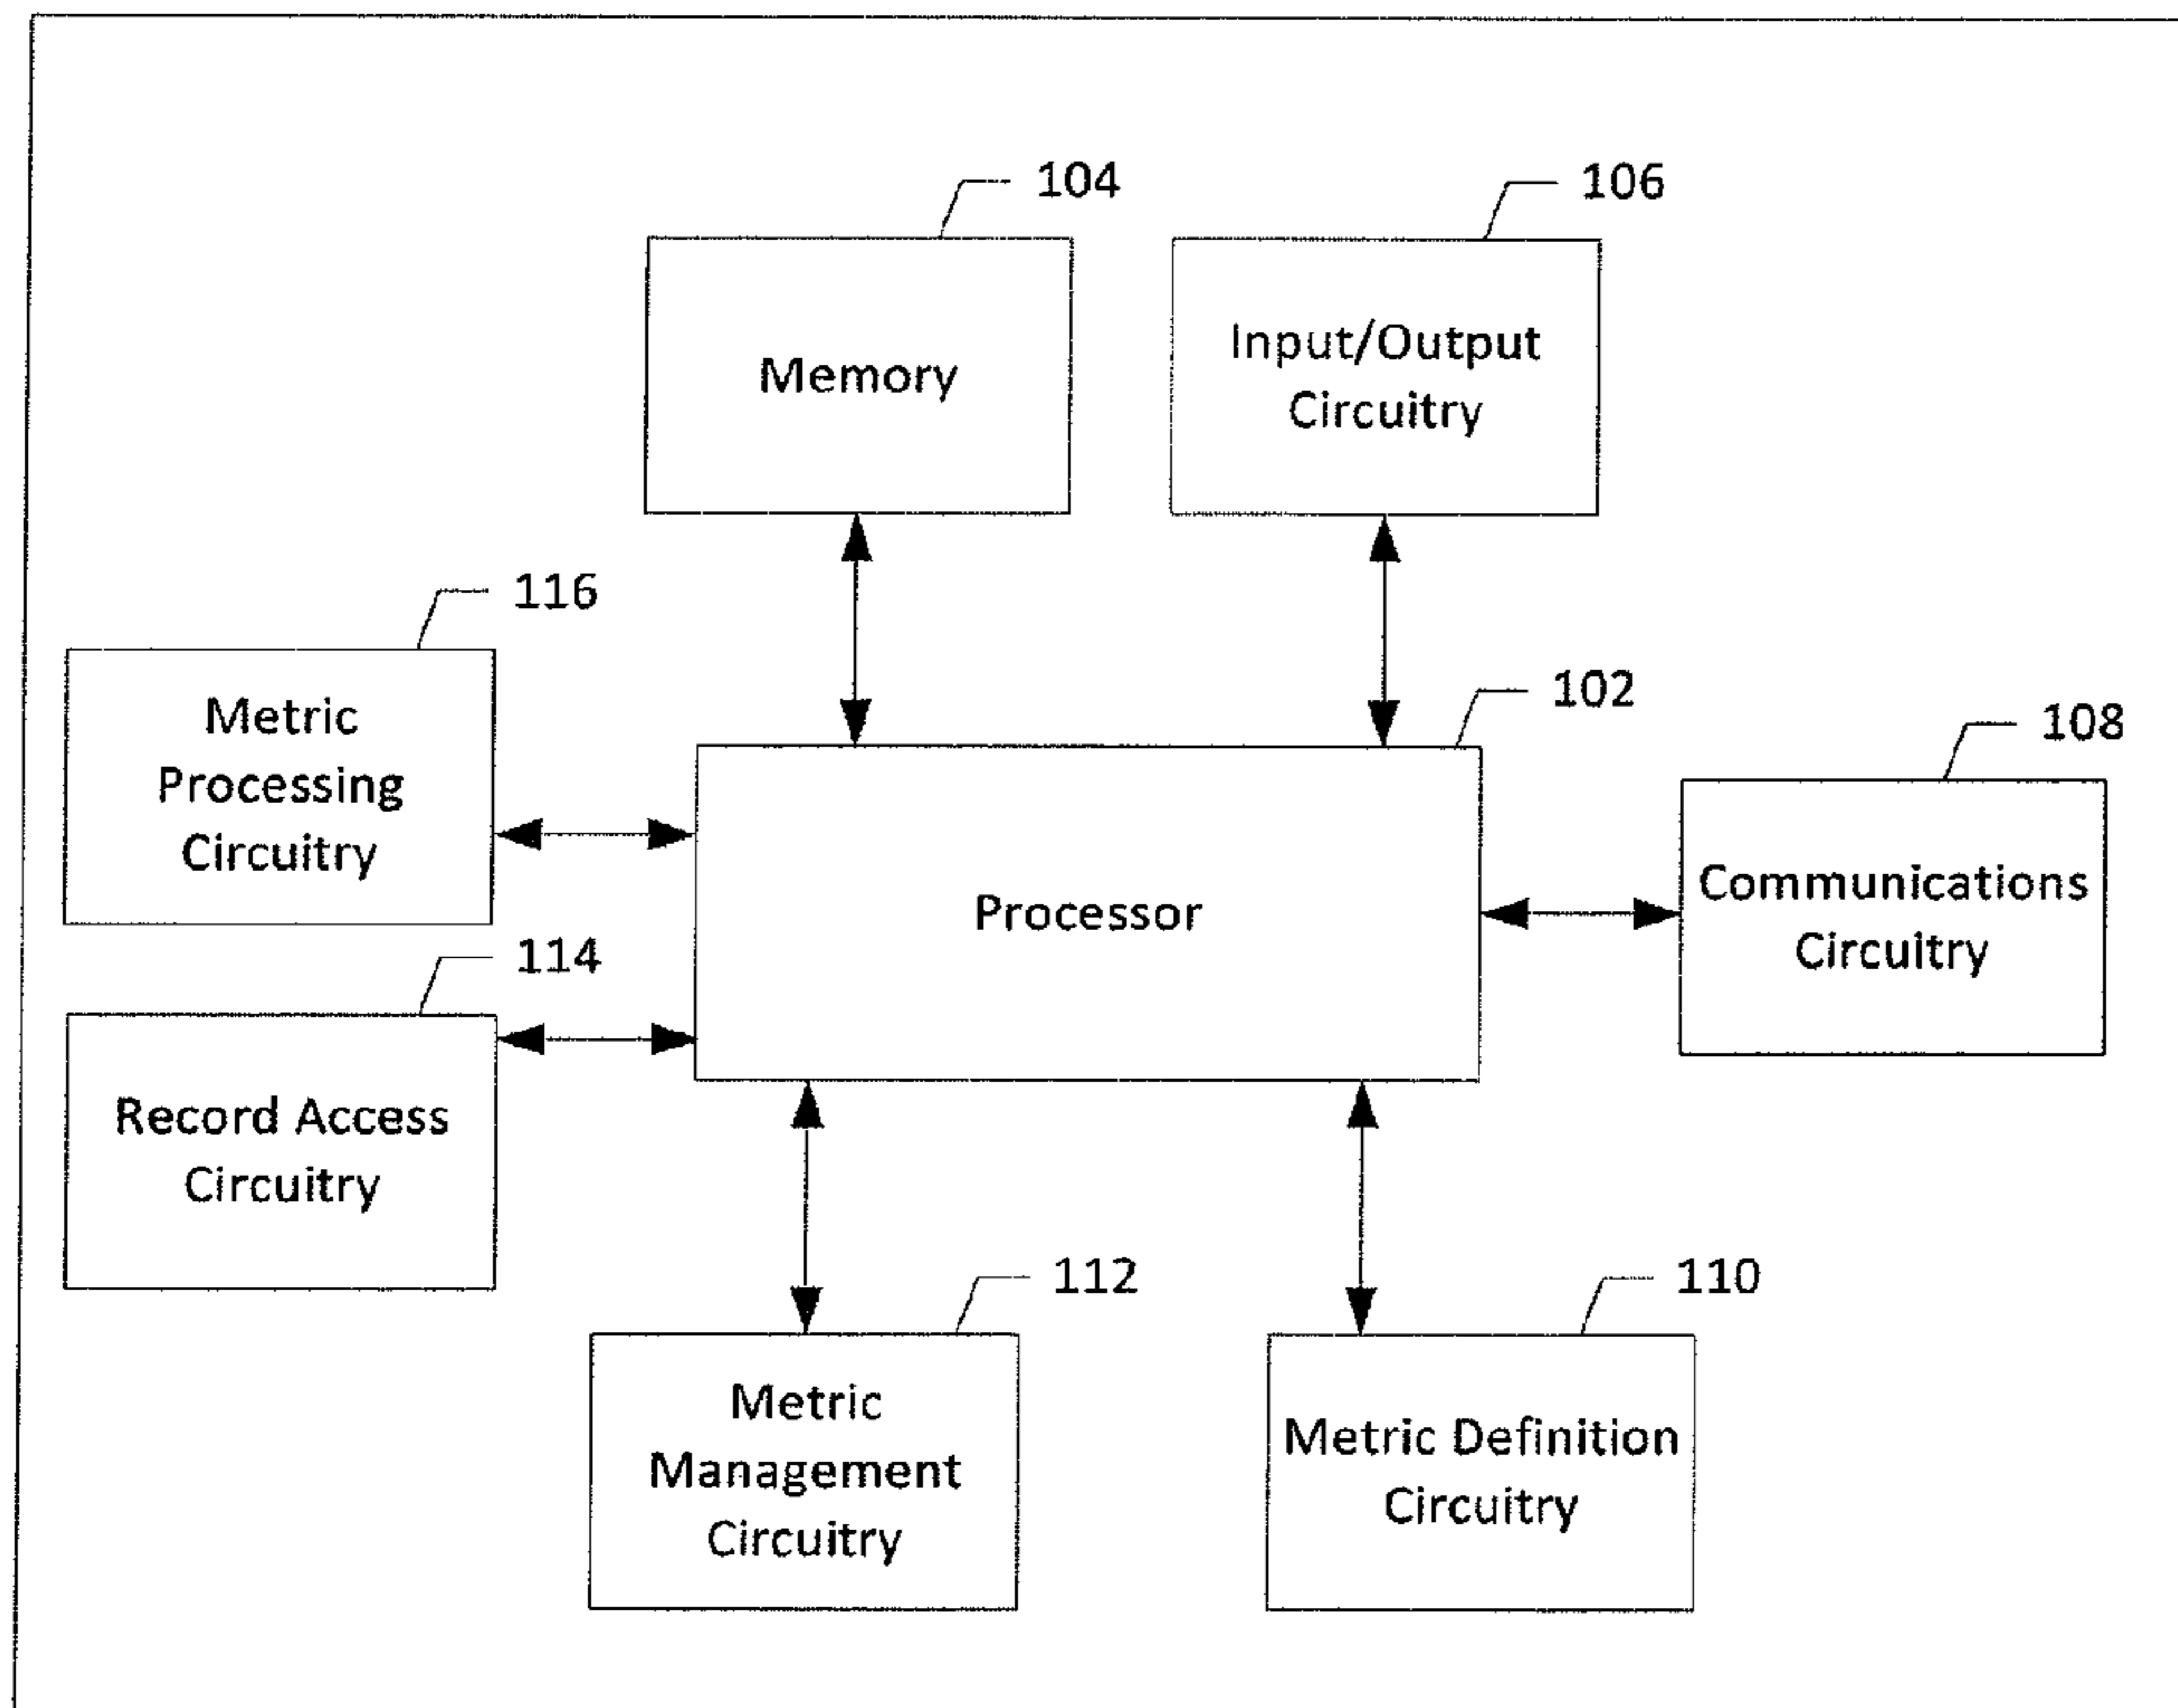 104
106
Memory
Input/Output
Circuitry
116
102
108
Metric
Processing
Circuitry
Processor
Communications
Circuitry
114
Record Access
Circuitry
112
110
Metric
Management
Circuitry
Metric Definition
Circuitry